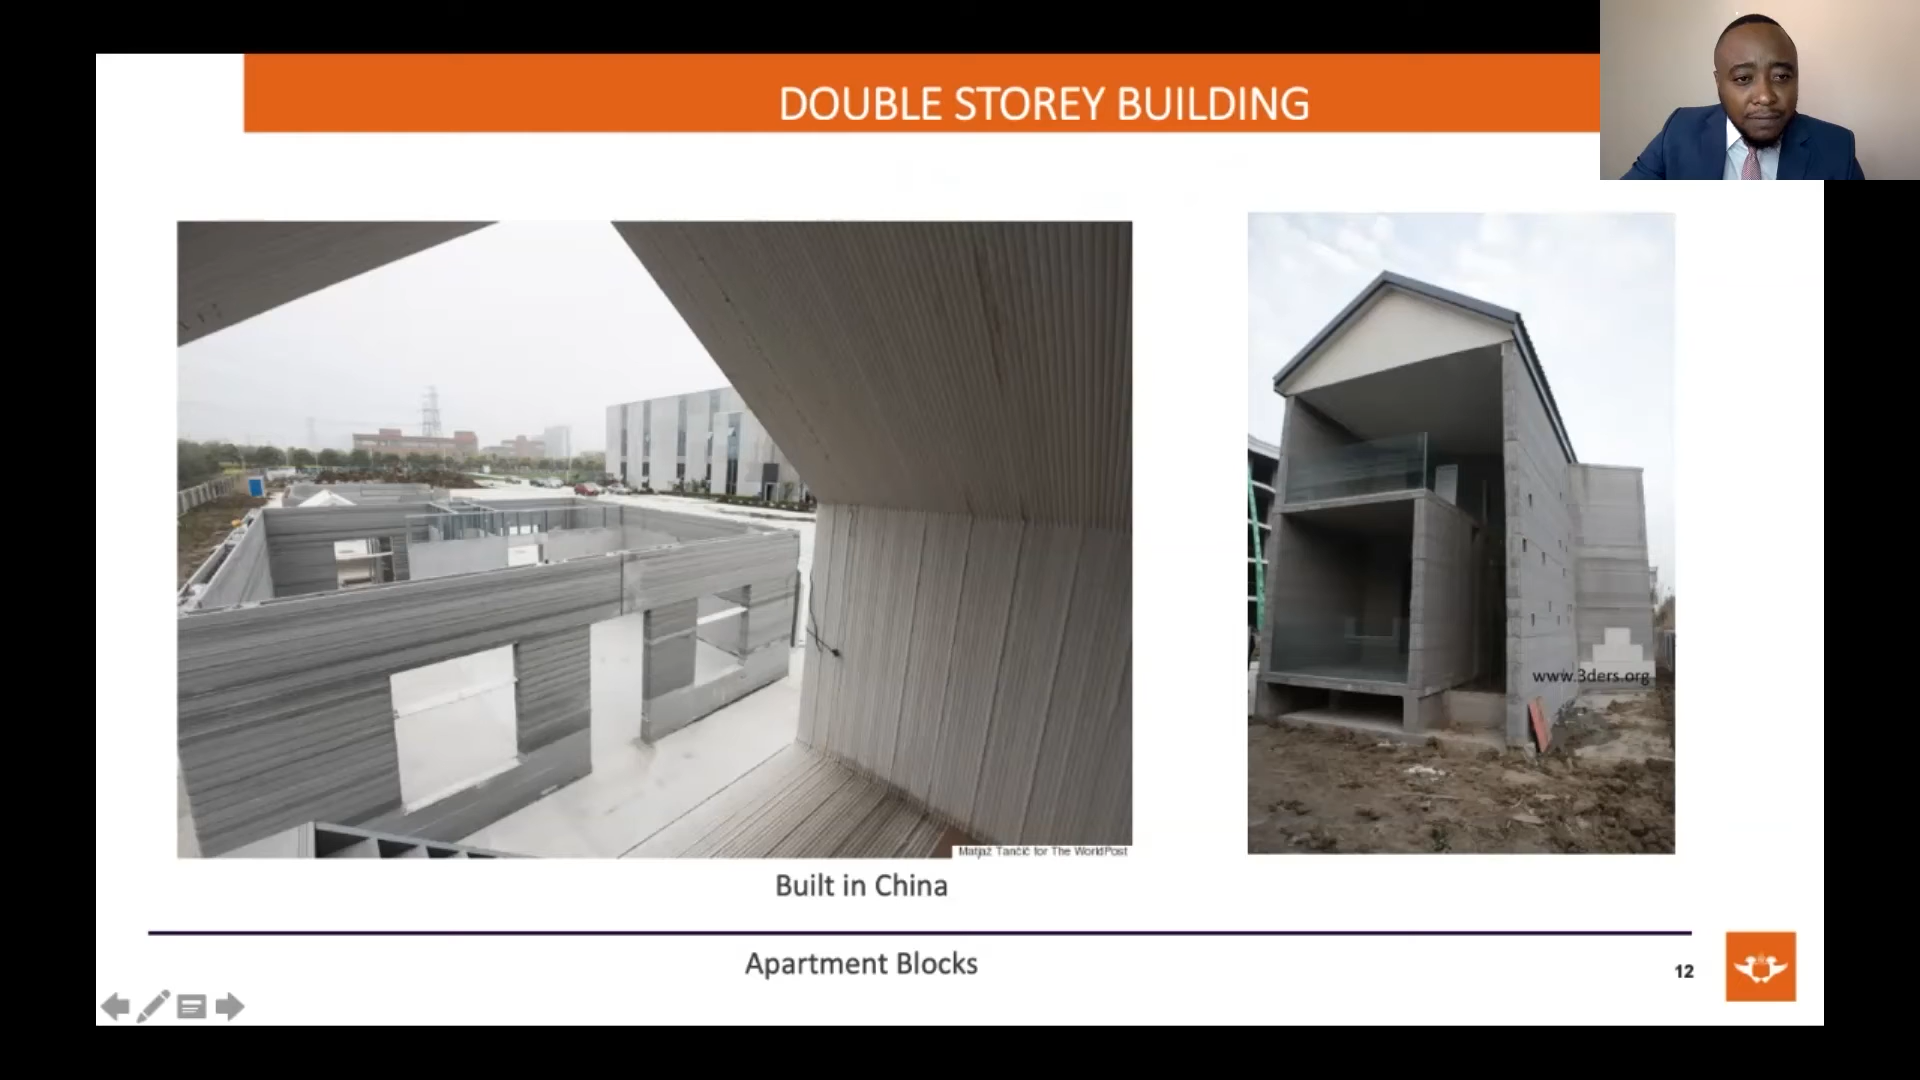 DOUBLE STOREY BUILDING
www.3ders.org
Matjaž Tančič for The WorldPost
Built in China
Apartment Blocks
12